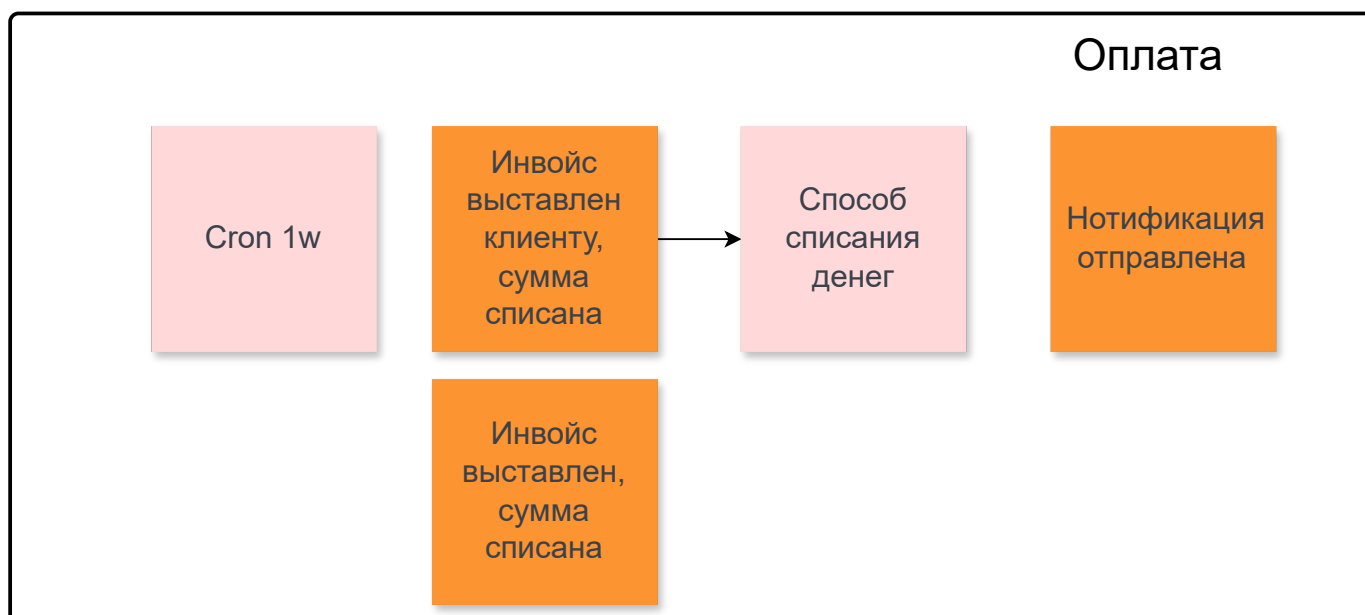 Оплата
Cron 1w
Инвойс
выставлен
клиенту,
сумма
списана
Способ
списания
денег
Нотификация
отправлена
Инвойс
выставлен,
сумма
списана